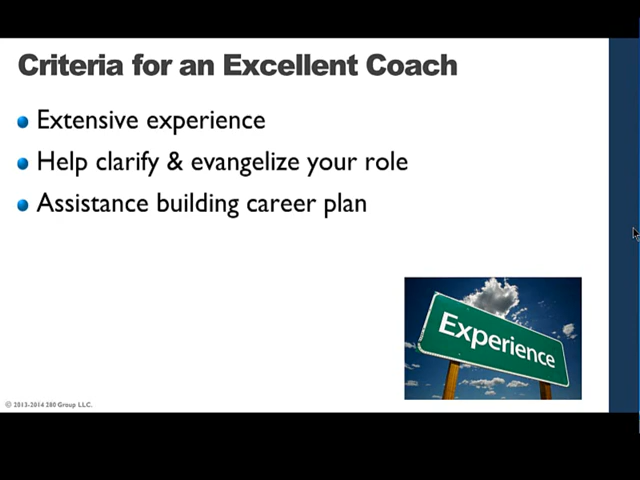 Criteria for an Excellent Coach
Extensive experience
Help clarify & evangelize your role
Assistance building career plan
Experience
© 2013-2014 280 Group LLC.